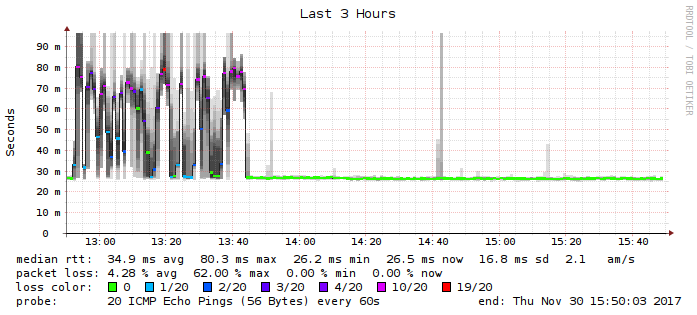 Last 3 Hours
RRDTOOL / TOBI OETIKER
Seconds
90 m
80 m
70 m
60 m
50 m
40 m
30 m
20 m
10 m
0
13:00 13:20 13:40 14:00 14:20 14:40 15:00 15:20 15:40
median rtt: 34.9 ms avg 80.3 ms max 26.2 ms min 26.5 ms now 16.8 ms sd 2.1 am/s
packet loss: 4.28 % avg 62.00 % max 0.00 % min 0.00 % now
loss color: 0 1/20 2/20 3/20 4/20 10/20 19/20
probe: 20 ICMP Echo Pings (56 Bytes) every 60s end: Thu Nov 30 15:50:03 2017